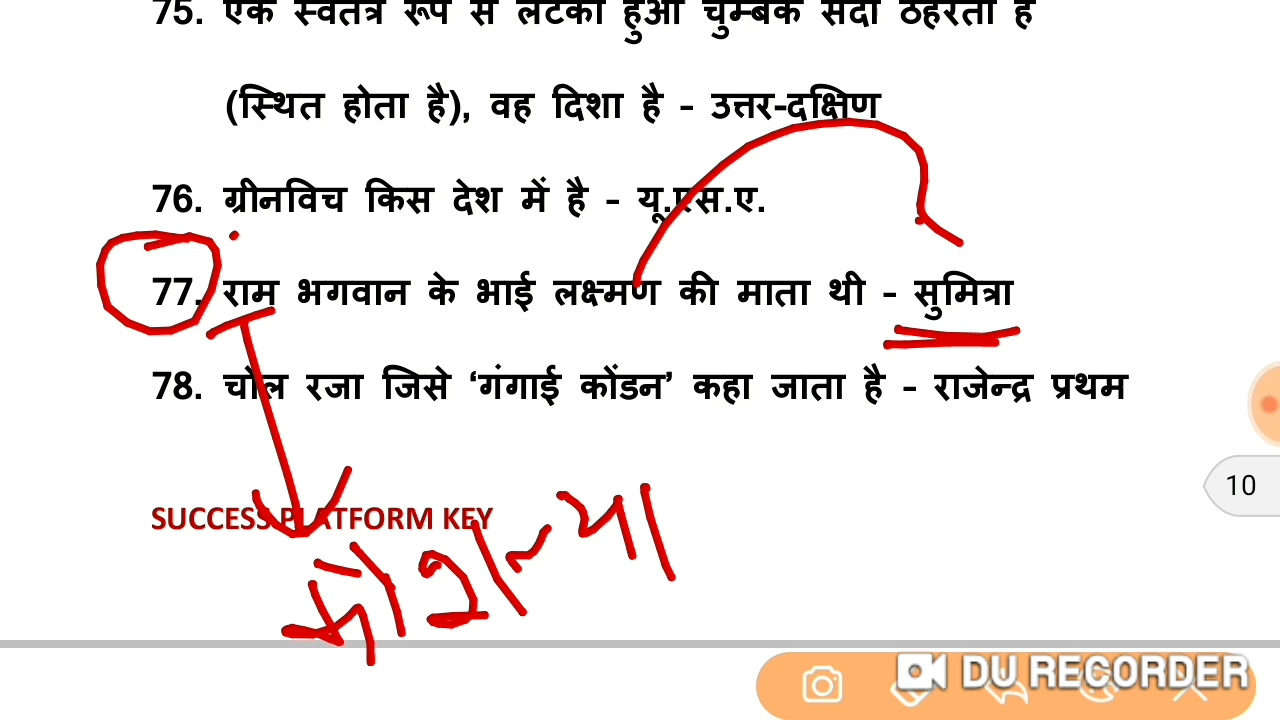 75. एक स्वतंत्र रूप से लटका हुआ चुम्बक सदा ठहरता है
(स्थित होता है), वह दिशा है – उत्तर-दक्षिण
76. ग्रीनविच किस देश में है – यू.एस.ए.
77. राम भगवान के भाई लक्ष्मण की माता थी – सुमित्रा
78. चोल रजा जिसे ‘गंगाई कोंडन’ कहा जाता है – राजेन्द्र प्रथम
10
SUCCESS PLATFORM KEY
कौशल्या
DU RECORDER